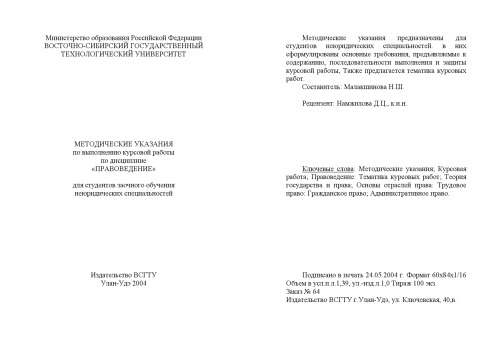 Министерство образования Российской Федерации
ВОСТОЧНО-СИБИРСКИЙ ГОСУДАРСТВЕННЫЙ
ТЕХНОЛОГИЧЕСКИЙ УНИВЕРСИТЕТ
МЕТОДИЧЕСКИЕ УКАЗАНИЯ
по выполнению курсовой работы
по дисциплине
«ПРАВОВЕДЕНИЕ»
для студентов заочного обучения
неюридических специальностей
Издательство ВСГТУ
Улан-Удэ 2004
Методические указания предназначены для
студентов неюридических специальностей. в них
сформулированы основные требования, предъявляемые к
содержанию, последовательности выполнения и защиты
курсовой работы, Также предлагается тематика курсовых
работ.
Составитель: Малакшинова Н.Ш.
Рецензент: Намжилова Д.Ц., к.и.н.
Ключевые слова: Методические указания; Курсовая
работа; Правоведение; Тематика курсовых работ; Теория
государства и права; Основы отраслей права: Трудовое
право: Гражданское право; Административное право.
Подписано в печать 24.05.2004 г. Формат 60х84х1/16
Объем в усл.п.л.1,39, уч.-изд.л.1,0 Тираж 100 экз.
Заказ № 64
Издательство ВСГТУ г.Улан-Удэ, ул. Ключевская, 40,в